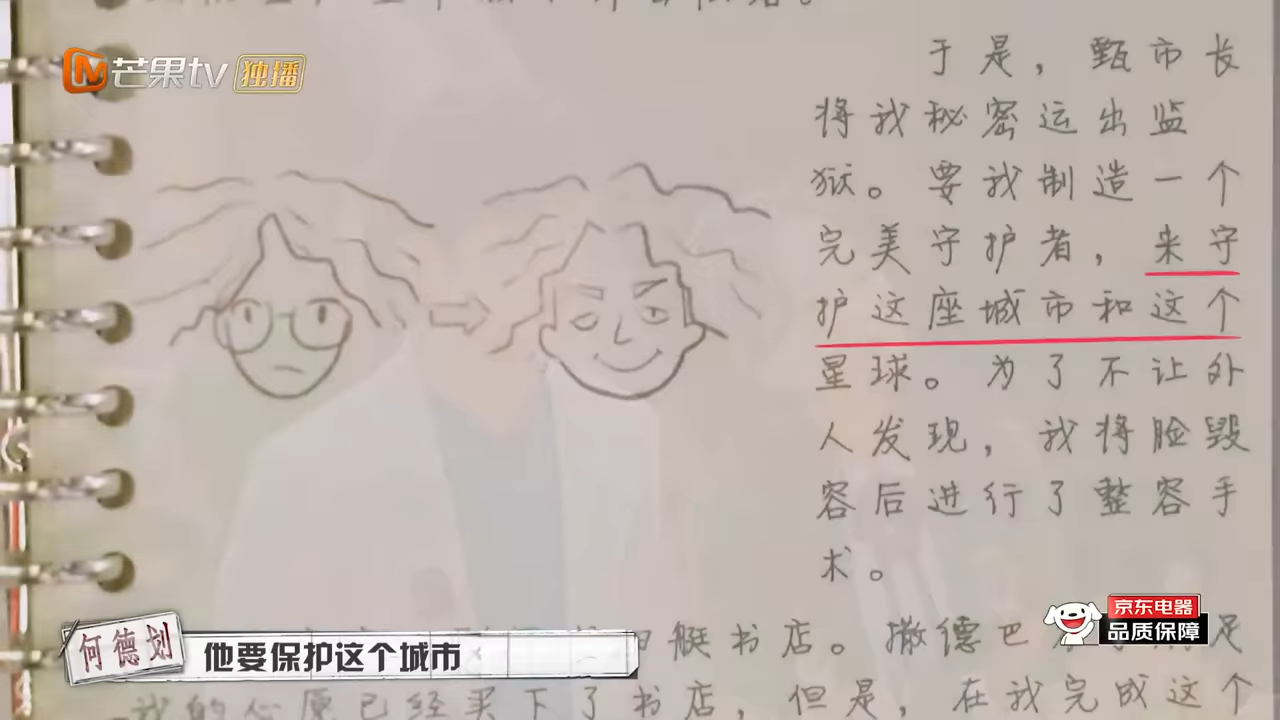 芒果tv 独播
于是，甄市长
将我秘密运出监
狱。要我制造一个
完美守护者，来守
护这座城市和这个
星球。为了不让外
人发现，我将脸毁
容后进行了整容手
术。
艇书店。撒德巴
足
我的心愿已经买下了书店，但是，在我完成这个
何德划
他要保护这个城市
京东电器
品质保障